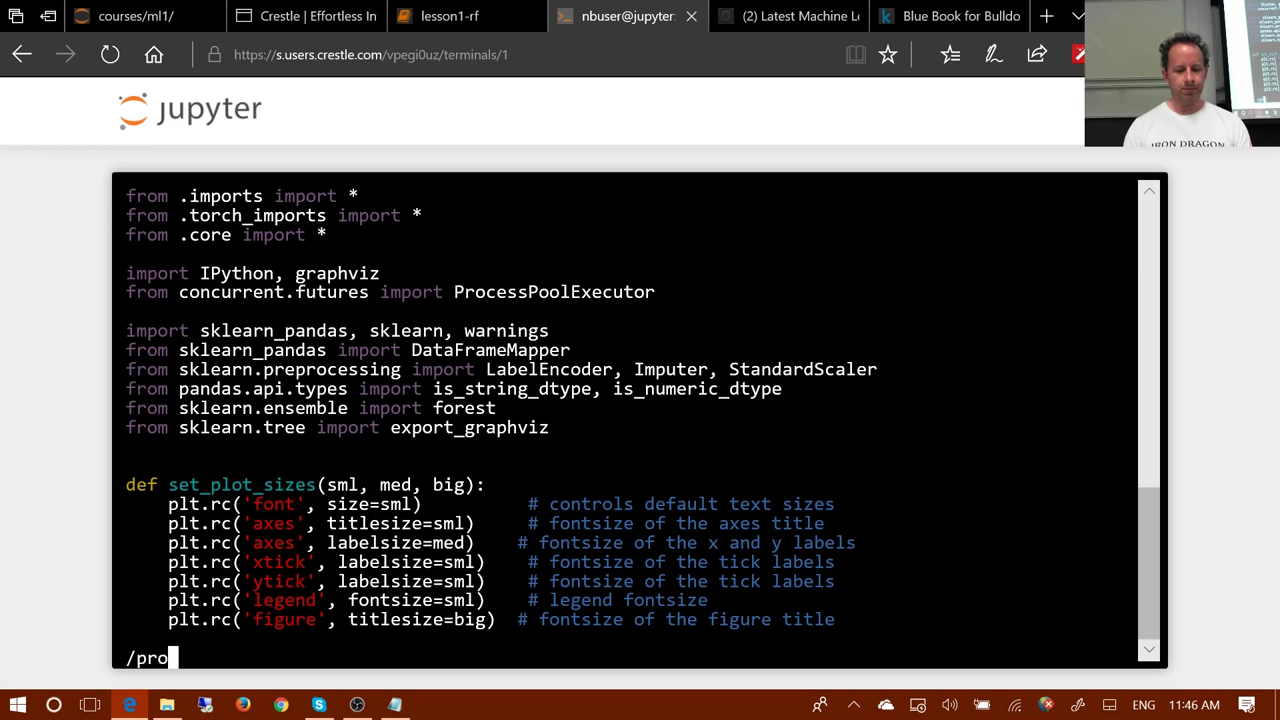 courses/ml1/
Crestle | Effortless In
lesson1-rf
nbuser@jupyter:
(2) Latest Machine Le
Blue Book for Bulldo
https://s.users.crestle.com/vpegi0uz/terminals/1
jupyter
IRON DRAGON
from .imports import *
from .torch_imports import *
from .core import *
import IPython, graphviz
from concurrent.futures import ProcessPoolExecutor
import sklearn_pandas, sklearn, warnings
from sklearn_pandas import DataFrameMapper
from sklearn.preprocessing import LabelEncoder, Imputer, StandardScaler
from pandas.api.types import is_string_dtype, is_numeric_dtype
from sklearn.ensemble import forest
from sklearn.tree import export_graphviz
def set_plot_sizes(sml, med, big):
    plt.rc('font', size=sml)          # controls default text sizes
    plt.rc('axes', titlesize=sml)     # fontsize of the axes title
    plt.rc('axes', labelsize=med)    # fontsize of the x and y labels
    plt.rc('xtick', labelsize=sml)    # fontsize of the tick labels
    plt.rc('ytick', labelsize=sml)    # fontsize of the tick labels
    plt.rc('legend', fontsize=sml)    # legend fontsize
    plt.rc('figure', titlesize=big)  # fontsize of the figure title
/pro
ENG
11:46 AM